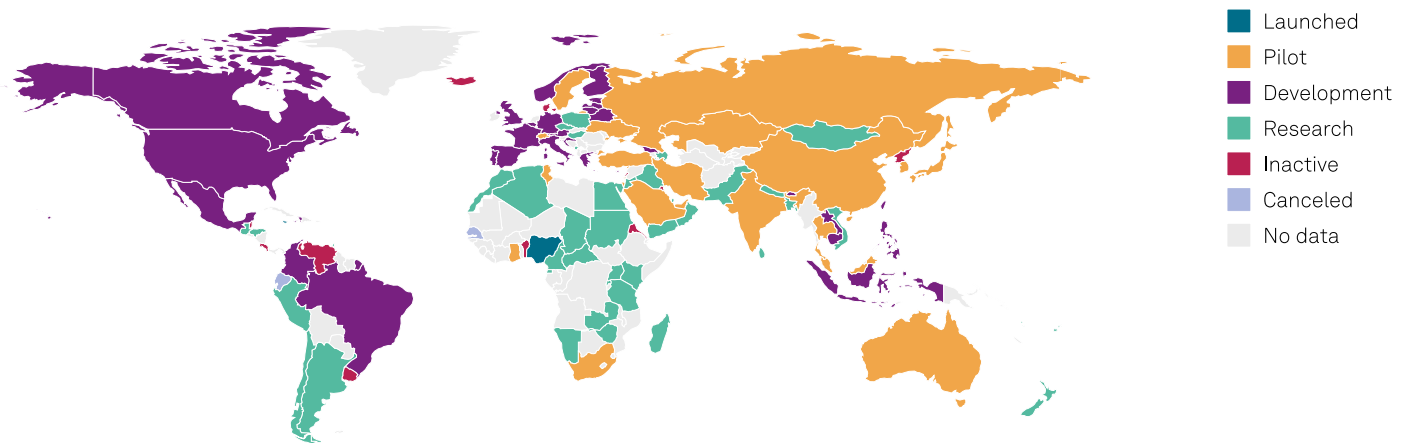 Launched
Pilot
Development
Research
Inactive
Canceled
No data